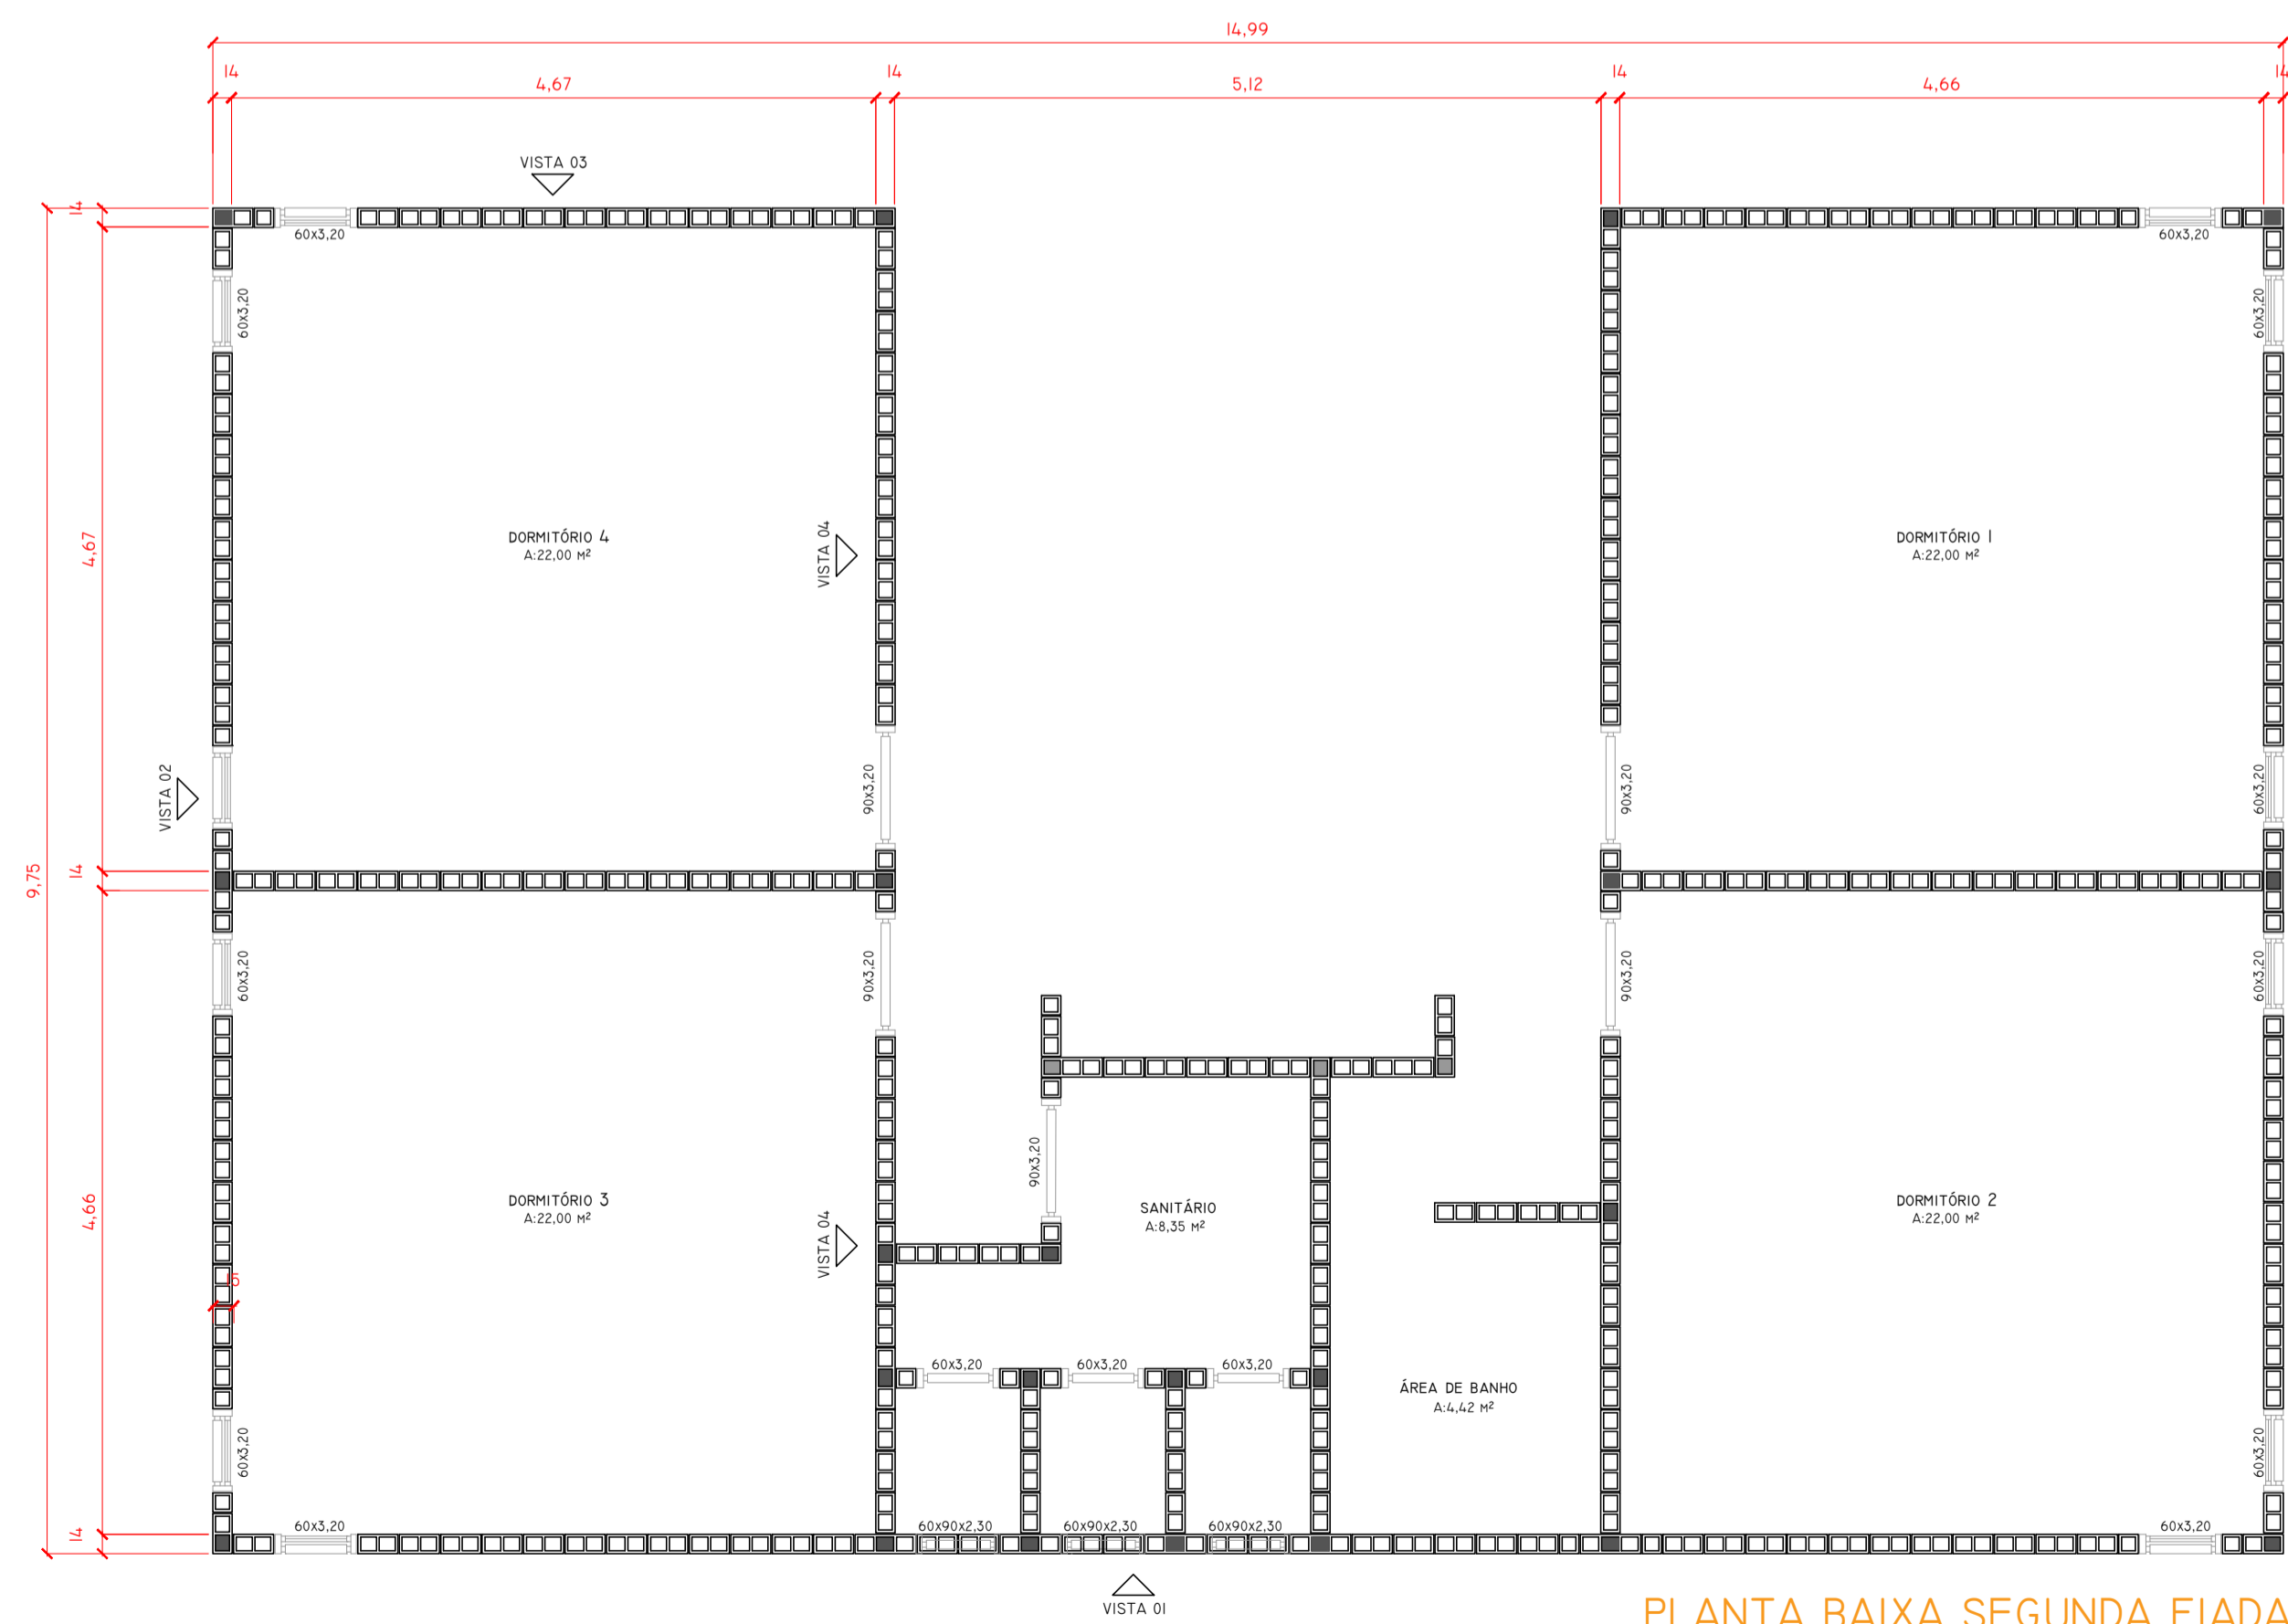 14,99
14
4,67
14
5,12
14
4,66
14
VISTA 03
14
60x3,20
60x3,20
60x3,20
60x3,20
DORMITÓRIO 4
A:22,00 M²
VISTA 04
DORMITÓRIO 1
A:22,00 M²
4,67
VISTA 02
90x3,20
90x3,20
60x3,20
9,75
14
60x3,20
90x3,20
90x3,20
60x3,20
90x3,20
DORMITÓRIO 3
A:22,00 M²
VISTA 04
SANITÁRIO
A:8,35 M²
DORMITÓRIO 2
A:22,00 M²
4,66
15
60x3,20
60x3,20
60x3,20
ÁREA DE BANHO
A:4,42 M²
60x3,20
60x3,20
14
60x3,20
60x90x2,30
60x90x2,30
60x90x2,30
60x3,20
VISTA 01
PLANTA BAIXA SEGUNDA FIADA